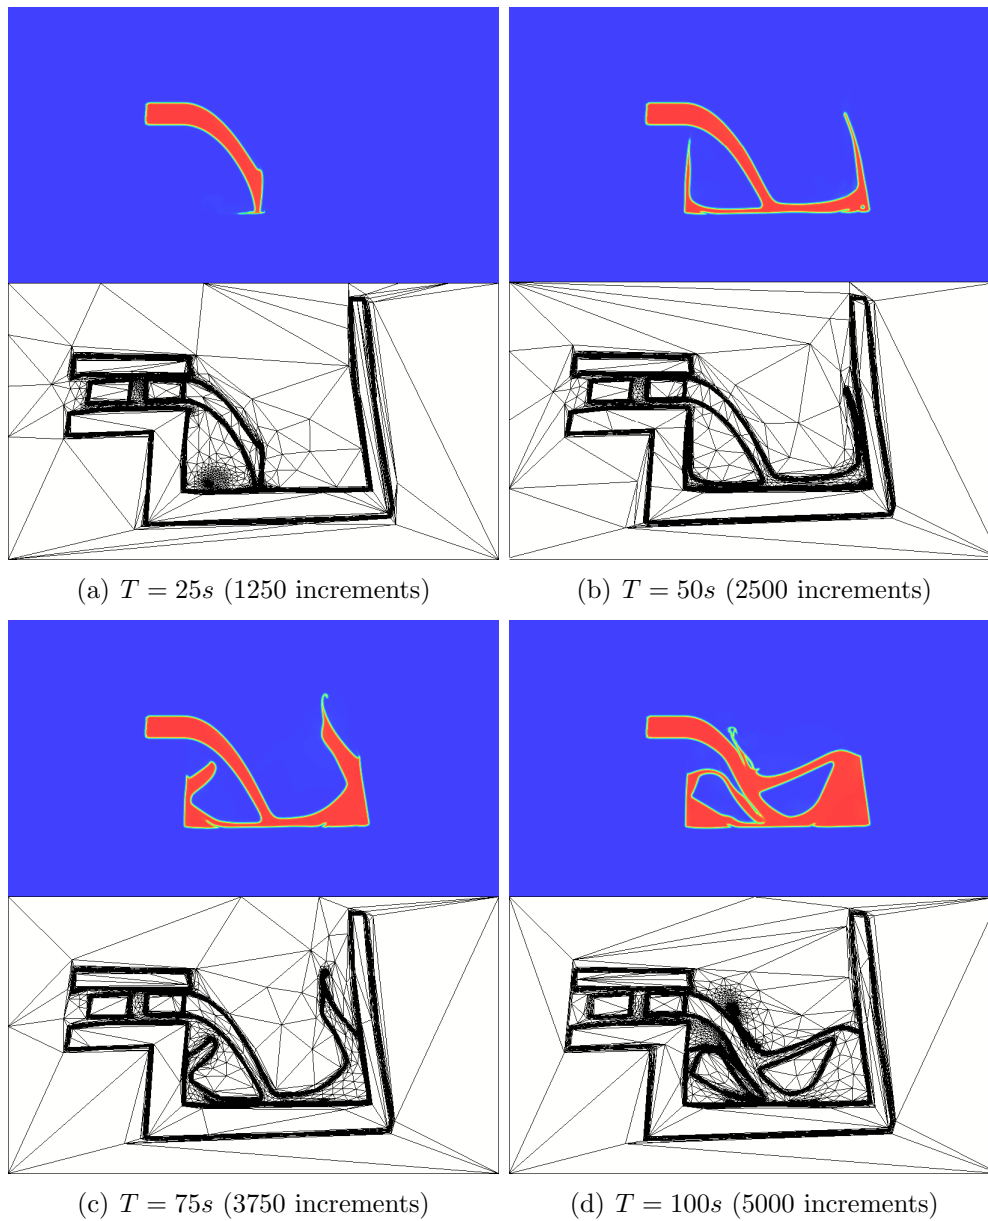 (a) T = 25s (1250 increments)
(b) T = 50s (2500 increments)
(c) T = 75s (3750 increments)
(d) T = 100s (5000 increments)